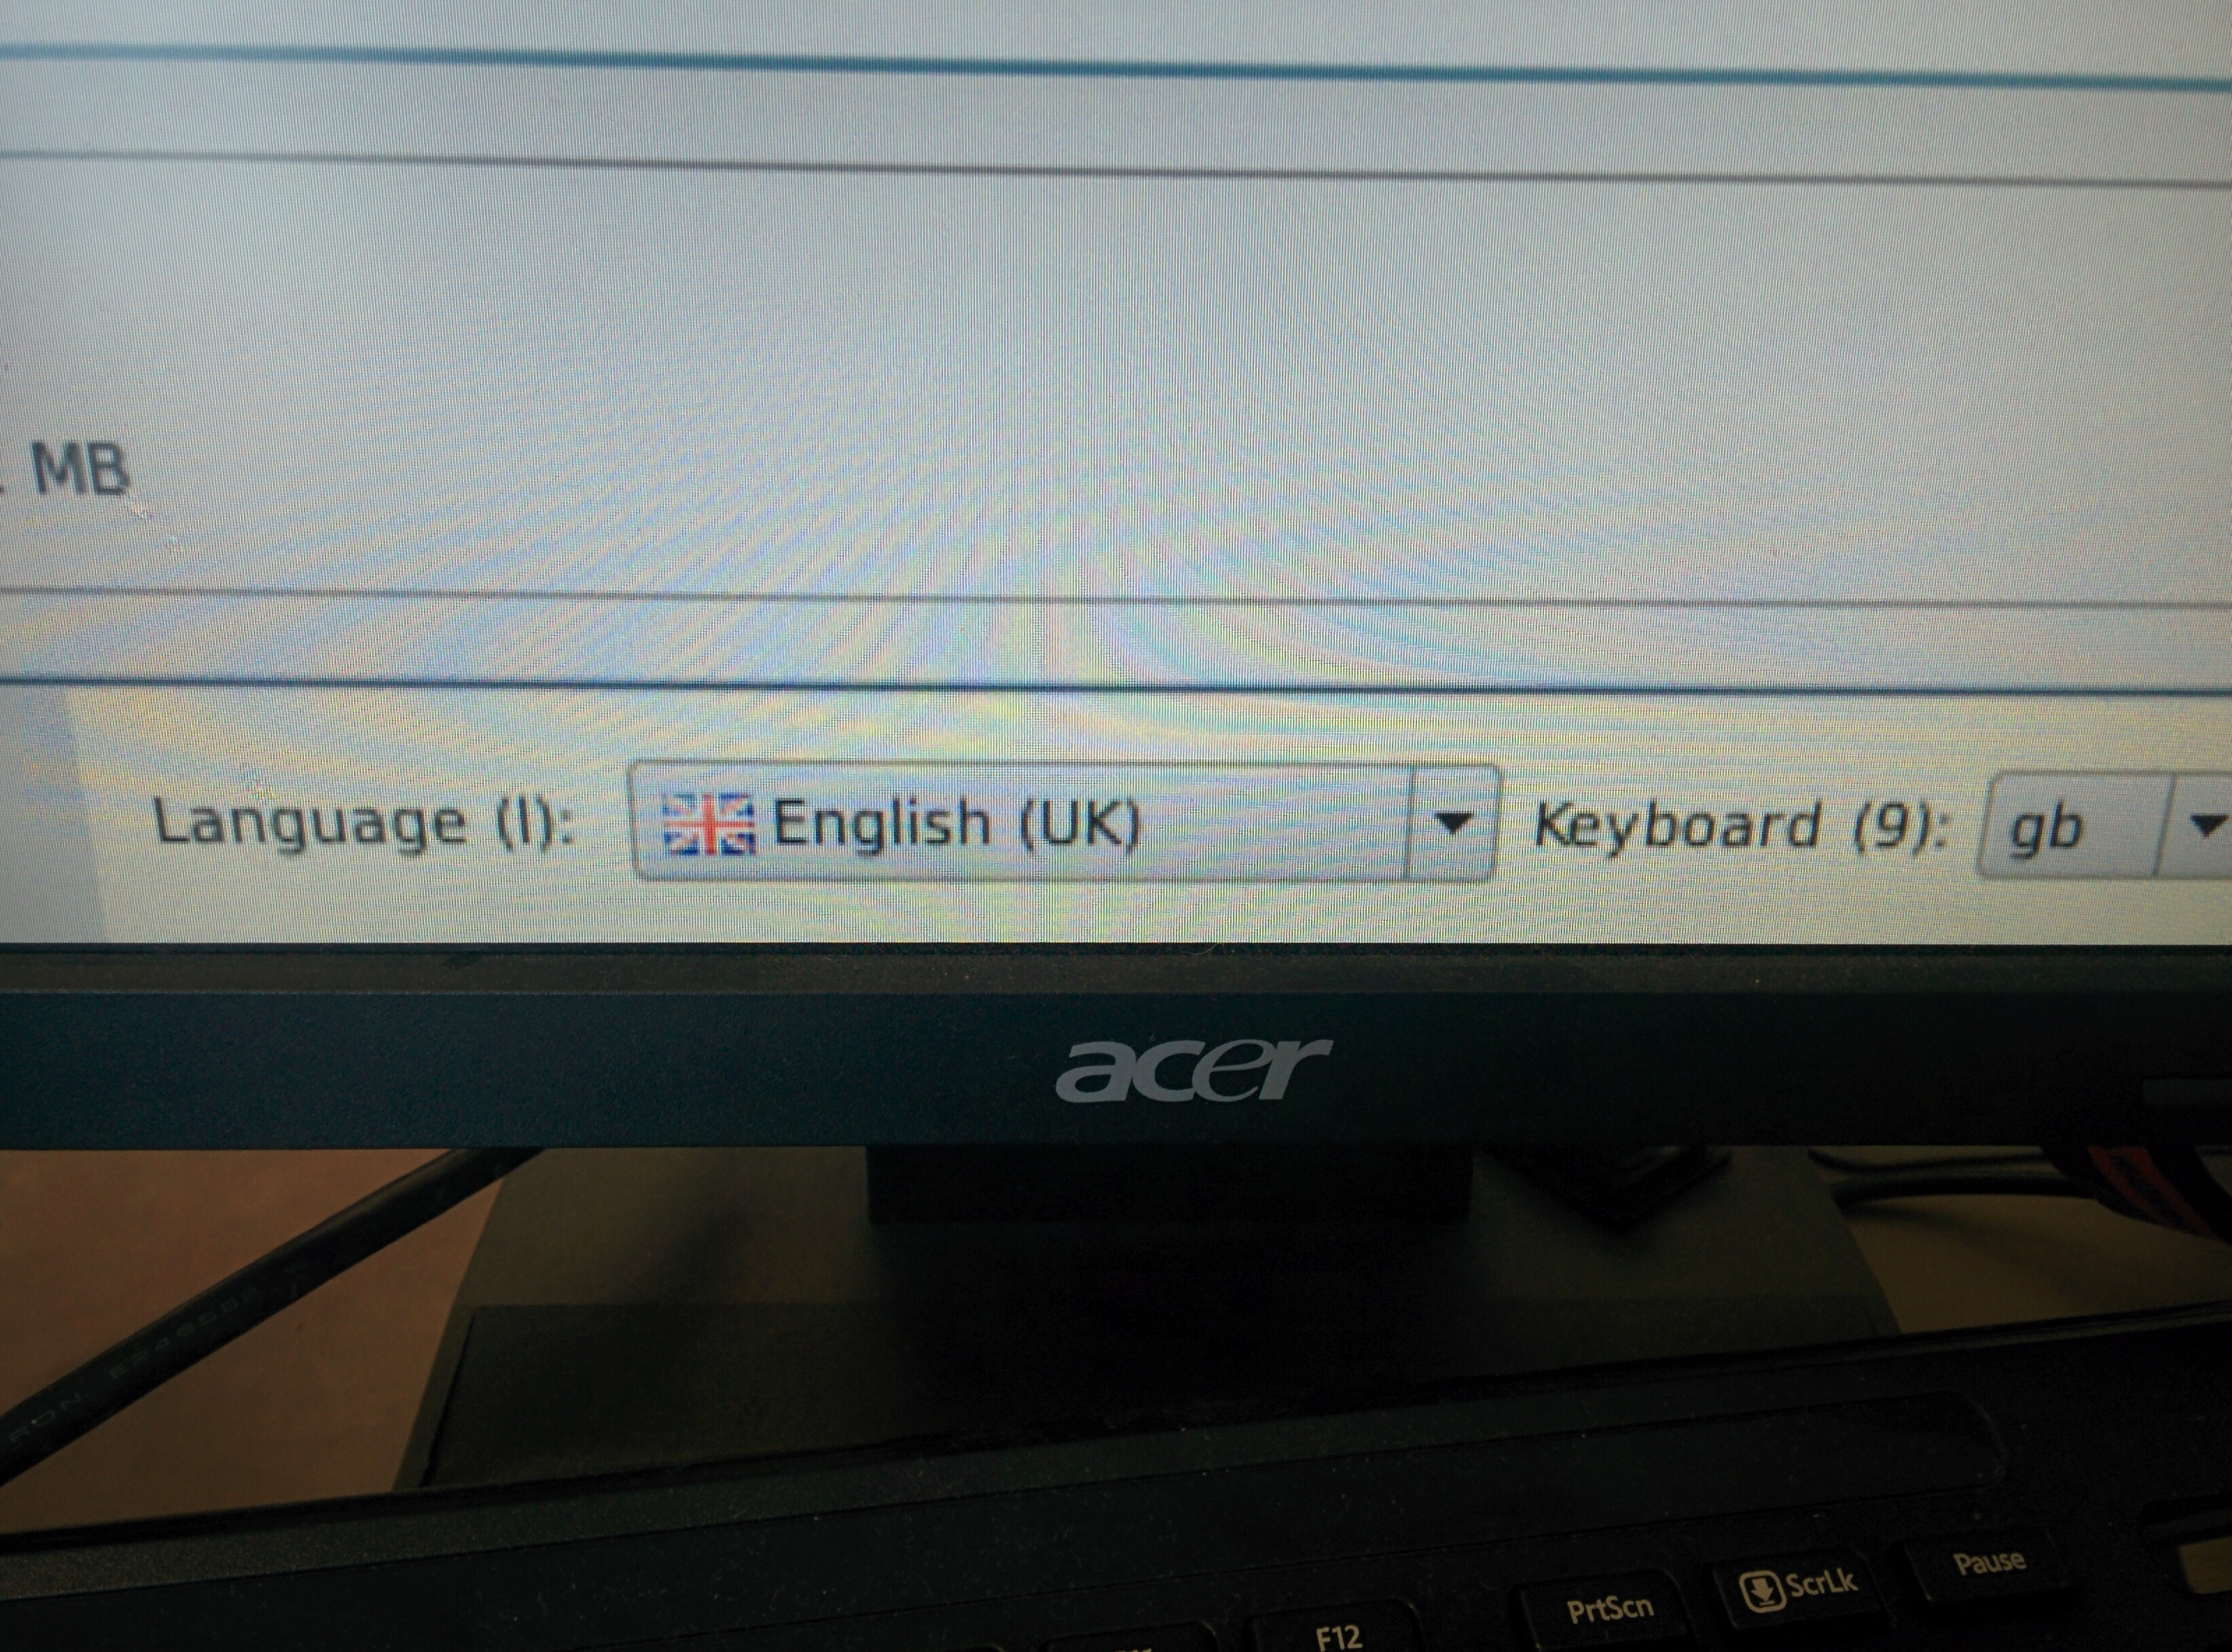 MB
Language (l): English (UK) Keyboard (9): gb
acer
PrtScn ScrLk Pause
F12